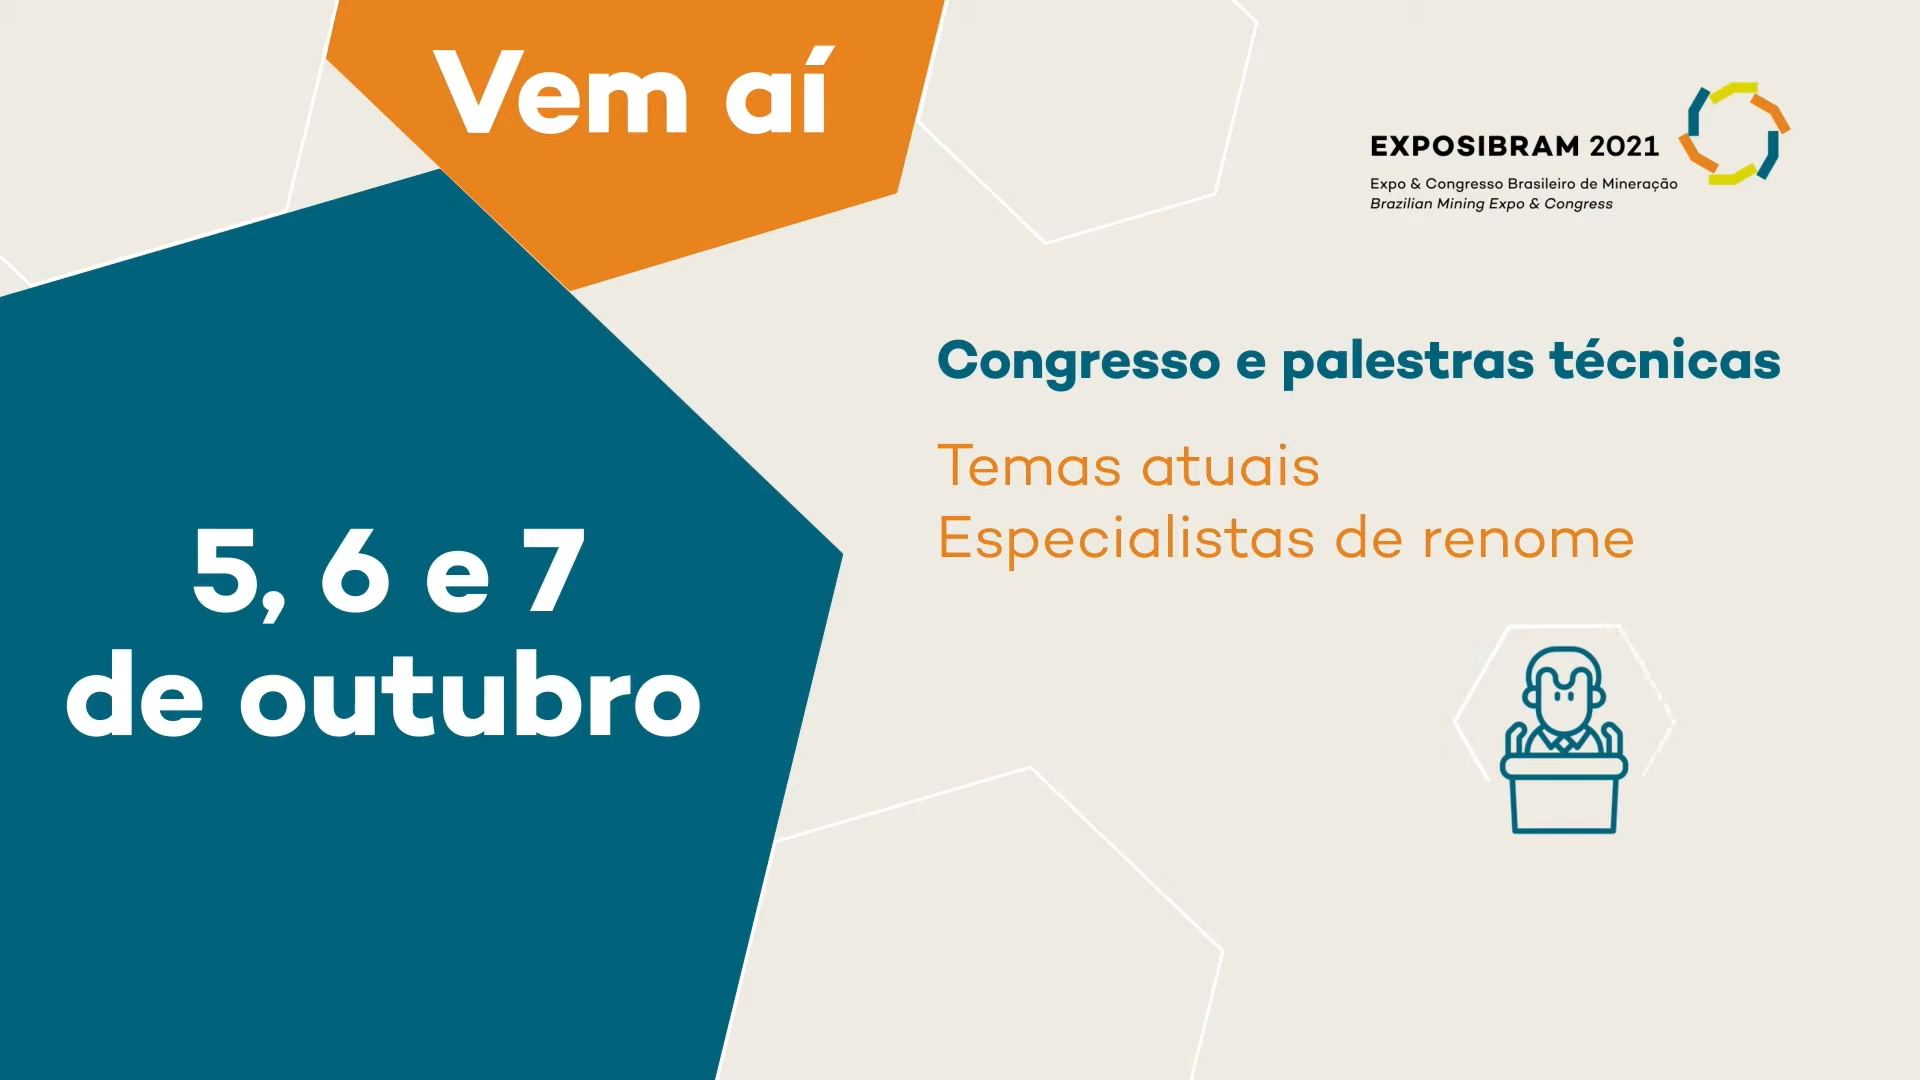 Vem aí
EXPOSIBRAM 2021
Expo & Congresso Brasileiro de Mineração
Brazilian Mining Expo & Congress
Congresso e palestras técnicas
Temas atuais
Especialistas de renome
5, 6 e 7
de outubro